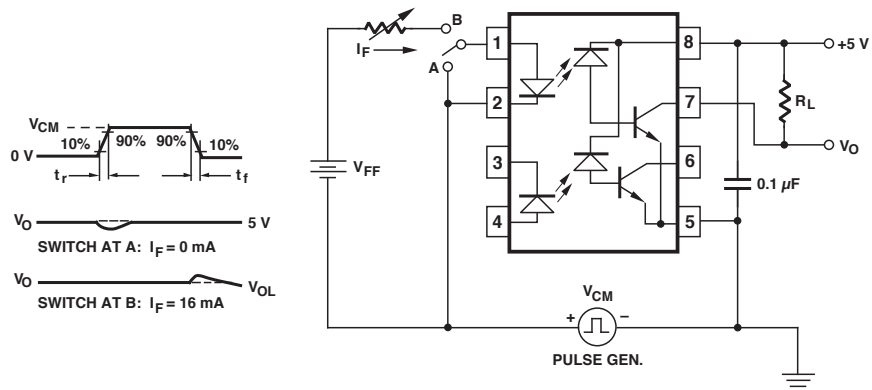 V_CM
0 V
10%
90%
90%
10%
t_r
t_f
V_O
5 V
SWITCH AT A: I_F = 0 mA
V_O
V_OL
SWITCH AT B: I_F = 16 mA
I_F
B
A
V_FF
1
2
3
4
8
7
6
5
+5 V
R_L
V_O
0.1 µF
V_CM
+
–
PULSE GEN.